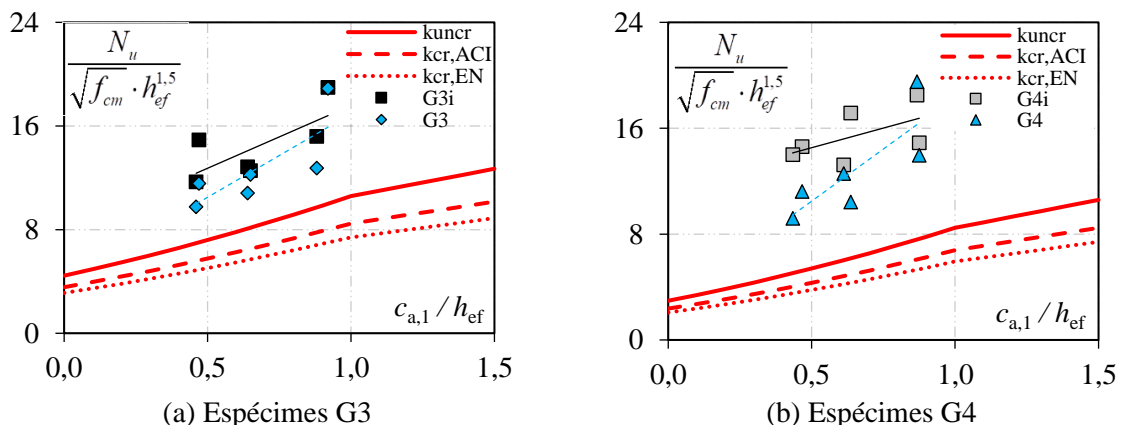 24
16
8
0
N_u
√f_cm · h_ef^1,5
kuncr
kcr,ACI
kcr,EN
G3i
G3
c_a,1 / h_ef
0,0 0,5 1,0 1,5
(a) Espécimes G3
24
16
8
0
N_u
√f_cm · h_ef^1,5
kuncr
kcr,ACI
kcr,EN
G4i
G4
c_a,1 / h_ef
0,0 0,5 1,0 1,5
(b) Espécimes G4